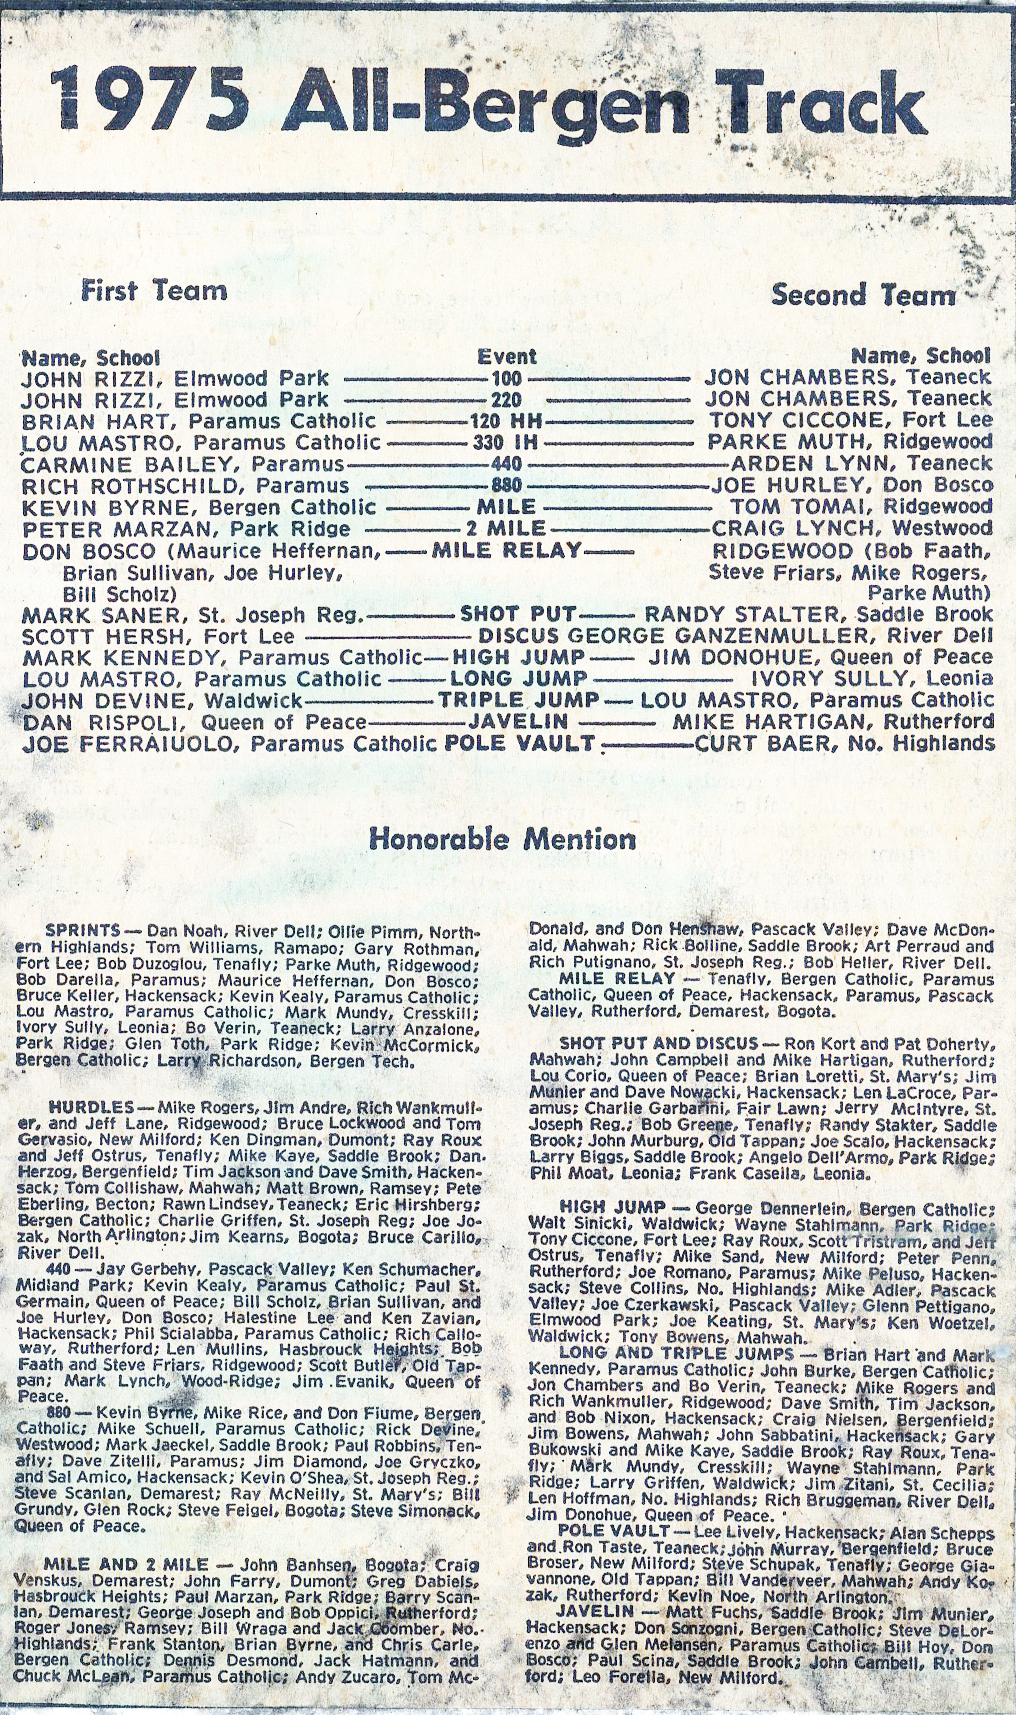 1975 All-Bergen Track
First Team
Second Team
Name, School Event Name, School
JOHN RIZZI, Elmwood Park — 100 — JON CHAMBERS, Teaneck
JOHN RIZZI, Elmwood Park — 220 — JON CHAMBERS, Teaneck
BRIAN HART, Paramus Catholic — 120 HH — TONY CICCONE, Fort Lee
LOU MASTRO, Paramus Catholic — 330 IH — PARKE MUTH, Ridgewood
CARMINE BAILEY, Paramus — 440 — ARDEN LYNN, Teaneck
RICH ROTHSCHILD, Paramus — 880 — JOE HURLEY, Don Bosco
KEVIN BYRNE, Bergen Catholic — MILE — TOM TOMAI, Ridgewood
PETER MARZAN, Park Ridge — 2 MILE — CRAIG LYNCH, Westwood
DON BOSCO (Maurice Heffernan, — MILE RELAY — RIDGEWOOD (Bob Faath,
Brian Sullivan, Joe Hurley, Steve Friars, Mike Rogers,
Bill Scholz) Parke Muth)
MARK SANER, St. Joseph Reg. — SHOT PUT — RANDY STALTER, Saddle Brook
SCOTT HERSH, Fort Lee — DISCUS GEORGE GANZENMULLER, River Dell
MARK KENNEDY, Paramus Catholic — HIGH JUMP — JIM DONOHUE, Queen of Peace
LOU MASTRO, Paramus Catholic — LONG JUMP — IVORY SULLY, Leonia
JOHN DEVINE, Waldwick — TRIPLE JUMP — LOU MASTRO, Paramus Catholic
DAN RISPOLI, Queen of Peace — JAVELIN — MIKE HARTIGAN, Rutherford
JOE FERRAIUOLO, Paramus Catholic POLE VAULT — CURT BAER, No. Highlands
Honorable Mention
SPRINTS — Dan Noah, River Dell; Ollie Pimm, North-
ern Highlands; Tom Williams, Ramapo; Gary Rothman,
Fort Lee; Bob Duzoglou, Tenafly; Parke Muth, Ridgewood;
Bob Darella, Paramus; Maurice Heffernan, Don Bosco;
Bruce Keller, Hackensack; Kevin Kealy, Paramus Catholic;
Lou Mastro, Paramus Catholic; Mark Mundy, Cresskill;
Ivory Sully, Leonia; Bo Verin, Teaneck; Larry Anzalone,
Park Ridge; Glen Toth, Park Ridge; Kevin McCormick,
Bergen Catholic; Larry Richardson, Bergen Tech.
HURDLES — Mike Rogers, Jim Andre, Rich Wankmull-
er, and Jeff Lane, Ridgewood; Bruce Lockwood and Tom
Gervasio, New Milford; Ken Dingman, Dumont; Ray Roux
and Jeff Ostrus, Tenafly; Mike Kaye, Saddle Brook; Dan
Herzog, Bergenfield; Tim Jackson and Dave Smith, Hacken-
sack; Tom Collishaw, Mahwah; Matt Brown, Ramsey; Pete
Eberling, Becton; Rawn Lindsey, Teaneck; Eric Hirshberg;
Bergen Catholic; Charlie Griffen, St. Joseph Reg; Joe Jo-
zak, North Arlington; Jim Kearns, Bogota; Bruce Carillo,
River Dell.
440 — Jay Gerbehy, Pascack Valley; Ken Schumacher,
Midland Park; Kevin Kealy, Paramus Catholic; Paul St.
Germain, Queen of Peace; Bill Scholz, Brian Sullivan, and
Joe Hurley, Don Bosco; Halestine Lee and Ken Zavian,
Hackensack; Phil Scialabba, Paramus Catholic; Rich Callo-
way, Rutherford; Len Mullins, Hasbrouck Heights; Bob
Faath and Steve Friars, Ridgewood; Scott Butler, Old Tap-
pan; Mark Lynch, Wood-Ridge; Jim Evanik, Queen of
Peace.
880 — Kevin Byrne, Mike Rice, and Don Fiume, Bergen
Catholic; Mike Schuell, Paramus Catholic; Rick Devine,
Westwood; Mark Jaeckel, Saddle Brook; Paul Robbins, Ten-
afly; Dave Zitelli, Paramus; Jim Diamond, Joe Gryczko,
and Sal Amico, Hackensack; Kevin O'Shea, St. Joseph Reg.;
Steve Scanlan, Demarest; Ray McNeilly, St. Mary's; Bill
Grundy, Glen Rock; Steve Feigel, Bogota; Steve Simonack,
Queen of Peace.
MILE AND 2 MILE — John Banhsen, Bogota; Craig
Venskus, Demarest; John Farry, Dumont; Greg Dabiels,
Hasbrouck Heights; Paul Marzan, Park Ridge; Barry Scan-
lan, Demarest; George Joseph and Bob Oppici, Rutherford;
Roger Jones, Ramsey; Bill Wraga and Jack Coomber, No.
Highlands; Frank Stanton, Brian Byrne, and Chris Carle,
Bergen Catholic; Dennis Desmond, Jack Hatmann, and
Chuck McLean, Paramus Catholic; Andy Zucaro, Tom Mc-
Donald, and Don Henshaw, Pascack Valley; Dave McDon-
ald, Mahwah; Rick Bolline, Saddle Brook; Art Perraud and
Rich Putignano, St. Joseph Reg.; Bob Heller, River Dell.
MILE RELAY — Tenafly, Bergen Catholic, Paramus
Catholic, Queen of Peace, Hackensack, Paramus, Pascack
Valley, Rutherford, Demarest, Bogota.
SHOT PUT AND DISCUS — Ron Kort and Pat Doherty,
Mahwah; John Campbell and Mike Hartigan, Rutherford;
Lou Corio, Queen of Peace; Brian Loretti, St. Mary's; Jim
Munier and Dave Nowacki, Hackensack; Len LaCroce, Par-
amus; Charlie Garbarini, Fair Lawn; Jerry McIntyre, St.
Joseph Reg.; Bob Greene, Tenafly; Randy Stakter, Saddle
Brook; John Murburg, Old Tappan; Joe Scalo, Hackensack;
Larry Biggs, Saddle Brook; Angelo Dell'Armo, Park Ridge;
Phil Moat, Leonia; Frank Casella, Leonia.
HIGH JUMP — George Dennerlein, Bergen Catholic;
Walt Sinicki, Waldwick; Wayne Stahlmann, Park Ridge;
Tony Ciccone, Fort Lee; Ray Roux, Scott Tristram, and Jeff
Ostrus, Tenafly; Mike Sand, New Milford; Peter Penn,
Rutherford; Joe Romano, Paramus; Mike Peluso, Hacken-
sack; Steve Collins, No. Highlands; Mike Adler, Pascack
Valley; Joe Czerkawski, Pascack Valley; Glenn Pettigano,
Elmwood Park; Joe Keating, St. Mary's; Ken Woetzel,
Waldwick; Tony Bowens, Mahwah.
LONG AND TRIPLE JUMPS — Brian Hart and Mark
Kennedy, Paramus Catholic; John Burke, Bergen Catholic;
Jon Chambers and Bo Verin, Teaneck; Mike Rogers and
Rich Wankmuller, Ridgewood; Dave Smith, Tim Jackson,
and Bob Nixon, Hackensack; Craig Nielsen, Bergenfield;
Jim Bowens, Mahwah; John Sabbatini, Hackensack; Gary
Bukowski and Mike Kaye, Saddle Brook; Ray Roux, Tena-
fly; Mark Mundy, Cresskill; Wayne Stahlmann, Park
Ridge; Larry Griffen, Waldwick; Jim Zitani, St. Cecilia;
Len Hoffman, No. Highlands; Rich Bruggeman, River Dell,
Jim Donohue, Queen of Peace.
POLE VAULT — Lee Lively, Hackensack; Alan Schepps
and Ron Taste, Teaneck; John Murray, Bergenfield; Bruce
Broser, New Milford; Steve Schupak, Tenafly; George Gia-
vannone, Old Tappan; Bill Vanderveer, Mahwah; Andy Ko-
zak, Rutherford; Kevin Noe, North Arlington.
JAVELIN — Matt Fuchs, Saddle Brook; Jim Munier,
Hackensack; Don Sonzogni, Bergen Catholic; Steve DeLor-
enzo and Glen Melansen, Paramus Catholic; Bill Hoy, Don
Bosco; Paul Scina, Saddle Brook; John Cambell, Ruther-
ford; Leo Forella, New Milford.